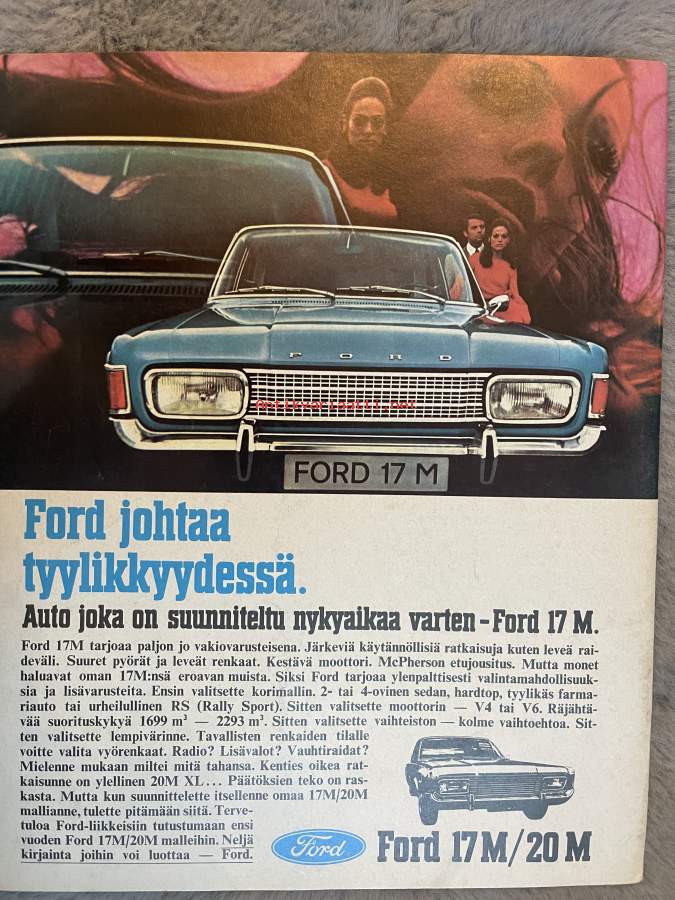 FORD
Antikvariaatti.net
FORD 17 M
Ford johtaa
tyylikkyydessä.
Auto joka on suunniteltu nykyaikaa varten - Ford 17 M.
Ford 17M tarjoaa paljon jo vakiovarusteisena. Järkeviä käytännöllisiä ratkaisuja kuten leveä rai-
deväli. Suuret pyörät ja leveät renkaat. Kestävä moottori. McPherson etujousitus. Mutta monet
haluavat oman 17M:nsä eroavan muista. Siksi Ford tarjoaa ylenpalttisesti valintamahdollisuuk-
sia ja lisävarusteita. Ensin valitsette korimallin. 2- tai 4-ovinen sedan, hardtop, tyylikäs farma-
riauto tai urheilullinen RS (Rally Sport). Sitten valitsette moottorin — V4 tai V6. Räjähtä-
vää suorituskykyä 1699 m³ — 2293 m³. Sitten valitsette vaihteiston — kolme vaihtoehtoa. Sit-
ten valitsette lempivärinne. Tavallisten renkaiden tilalle
voitte valita vyörenkaat. Radio? Lisävalot? Vauhtiraidat?
Mielenne mukaan miltei mitä tahansa. Kenties oikea rat-
kaisunne on ylellinen 20M XL... Päätöksien teko on ras-
kasta. Mutta kun suunnittelette itsellenne omaa 17M/20M
mallianne, tulette pitämään siitä. Terve-
tuloa Ford-liikkeisiin tutustumaan ensi
vuoden Ford 17M/20M malleihin. Neljä
kirjainta joihin voi luottaa — Ford.
Ford
Ford 17M/20M